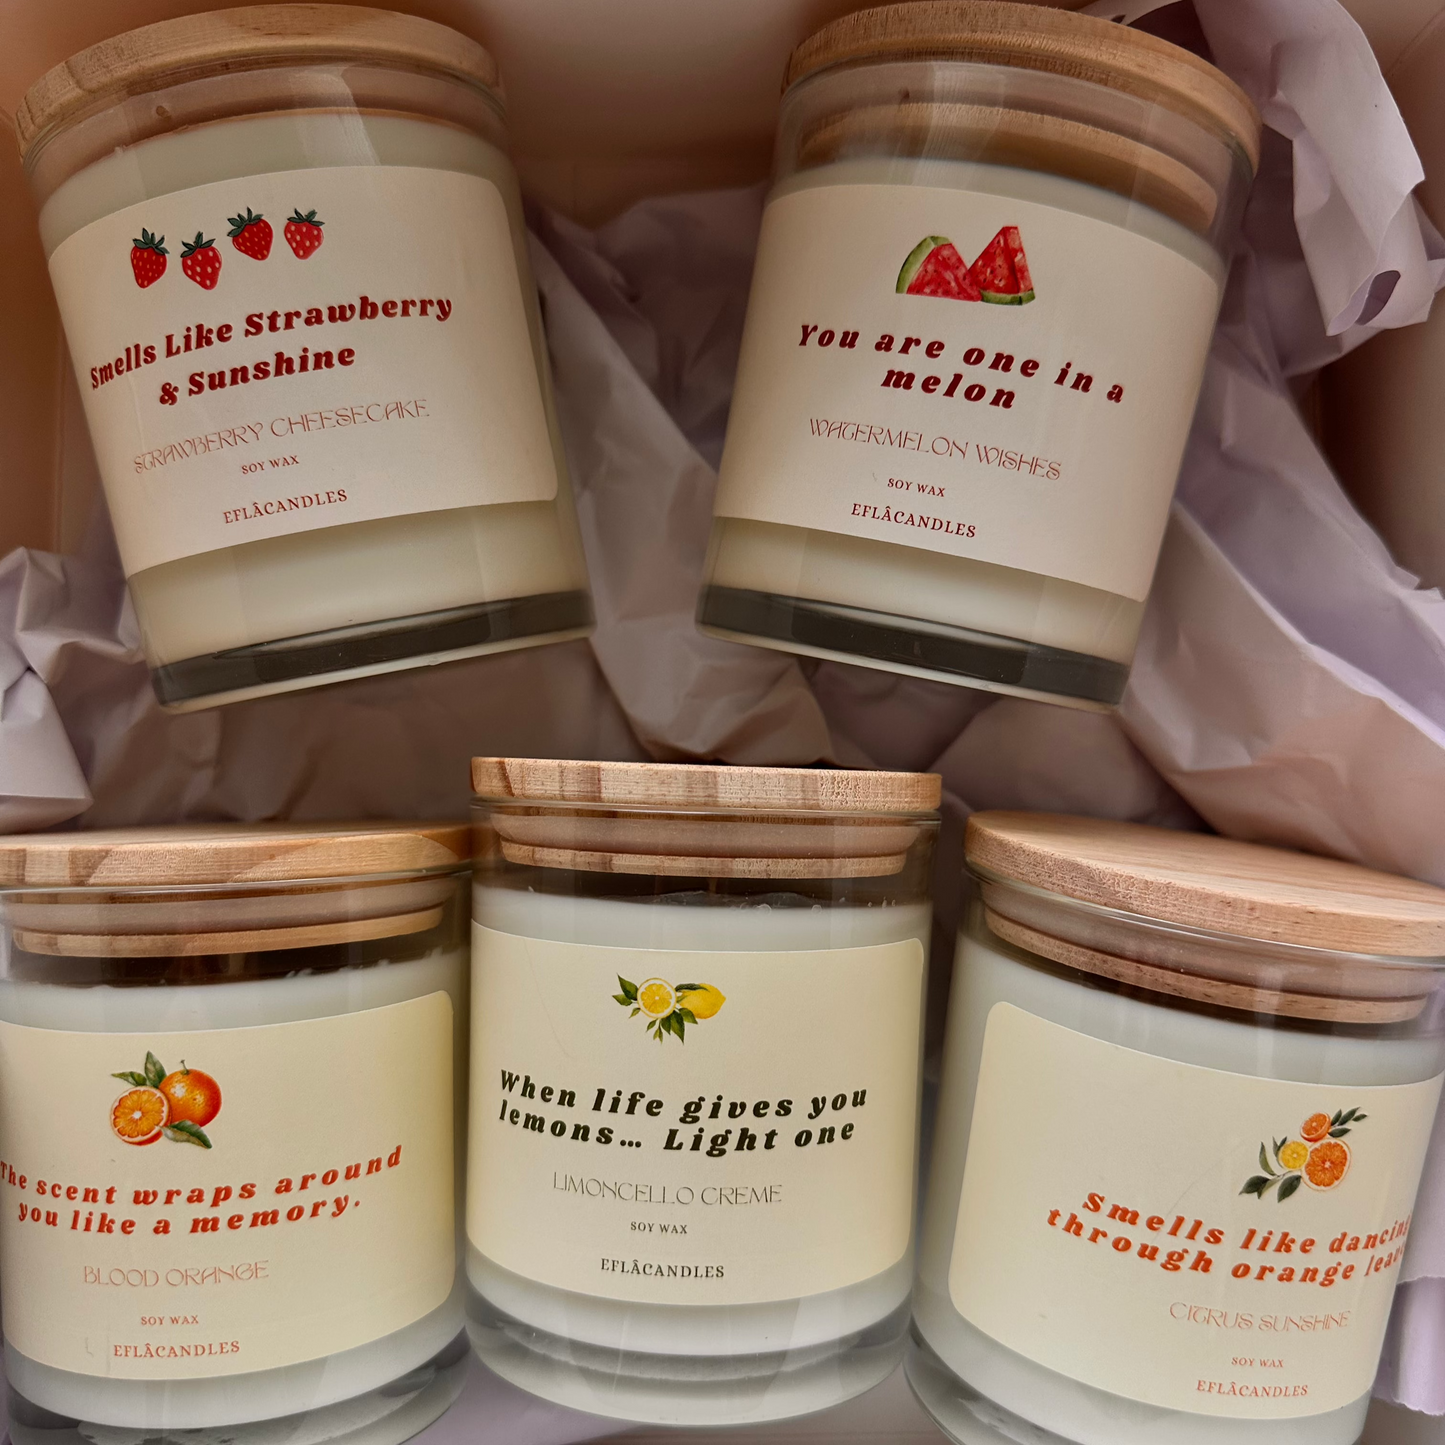 Smells Like Strawberry
& Sunshine
STRAWBERRY CHEESECAKE
SOY WAX
EFLÂCANDLES
You are one in a
melon
WATERMELON WISHES
SOY WAX
EFLÂCANDLES
The scent wraps around
you like a memory.
BLOOD ORANGE
SOY WAX
EFLÂCANDLES
When life gives you
lemons... Light one
LIMONCELLO CREME
SOY WAX
EFLÂCANDLES
Smells like dancing
through orange
CITRUS SUNSHINE
SOY WAX
EFLÂCANDLES